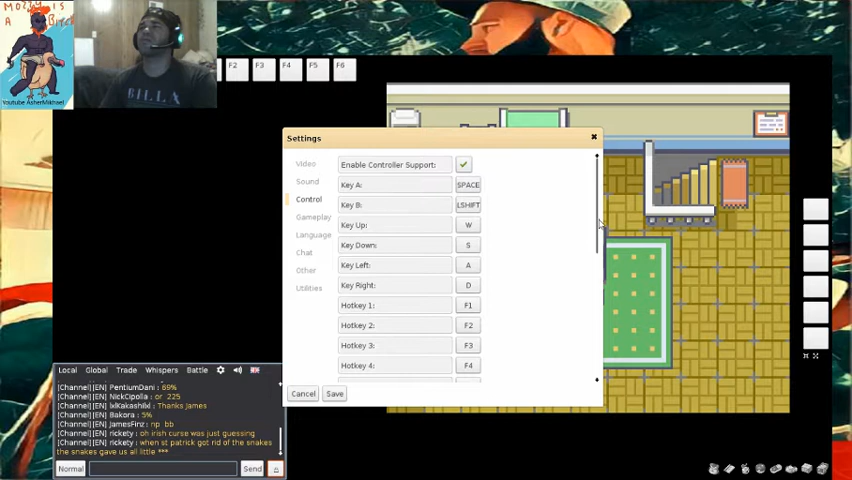 MOZZY IS
A BITCH
Youtube AsherMikhael
BILLA
F2 F3 F4 F5 F6
Settings
Video
Sound
Control
Gameplay
Language
Chat
Other
Utilities
Enable Controller Support:
Key A: SPACE
Key B: LSHIFT
Key Up: W
Key Down: S
Key Left: A
Key Right: D
Hotkey 1: F1
Hotkey 2: F2
Hotkey 3: F3
Hotkey 4: F4
Cancel Save
Local Global Trade Whispers Battle
[Channel][EN] PentiumDani : 69%
[Channel][EN] NickCipolla : or 225
[Channel][EN] lxlKakashilxl : Thanks James
[Channel][EN] Bakora : 5%
[Channel][EN] JamesFinz : np bb
[Channel][EN] rickety : oh irish curse was just guessing
[Channel][EN] rickety : when st patrick got rid of the snakes
the snakes gave us all little ***
Normal Send